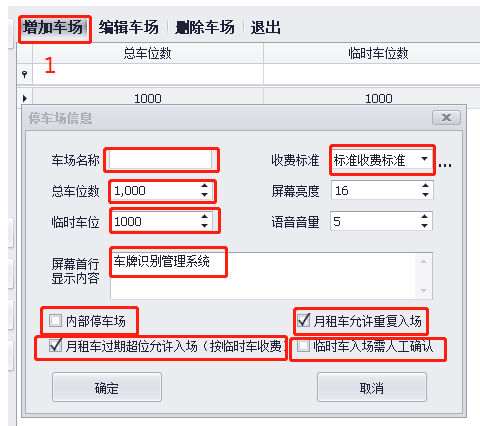 增加车场 编辑车场 删除车场 退出
总车位数 临时车位数
1
1000 1000
停车场信息
车场名称 收费标准 标准收费标准 ...
总车位数 1,000 屏幕亮度 16
临时车位 1000 语音音量 5
屏幕首行显示内容 车牌识别管理系统
内部停车场 月租车允许重复入场
月租车过期超位允许入场（按临时车收费） 临时车入场需人工确认
确定 取消